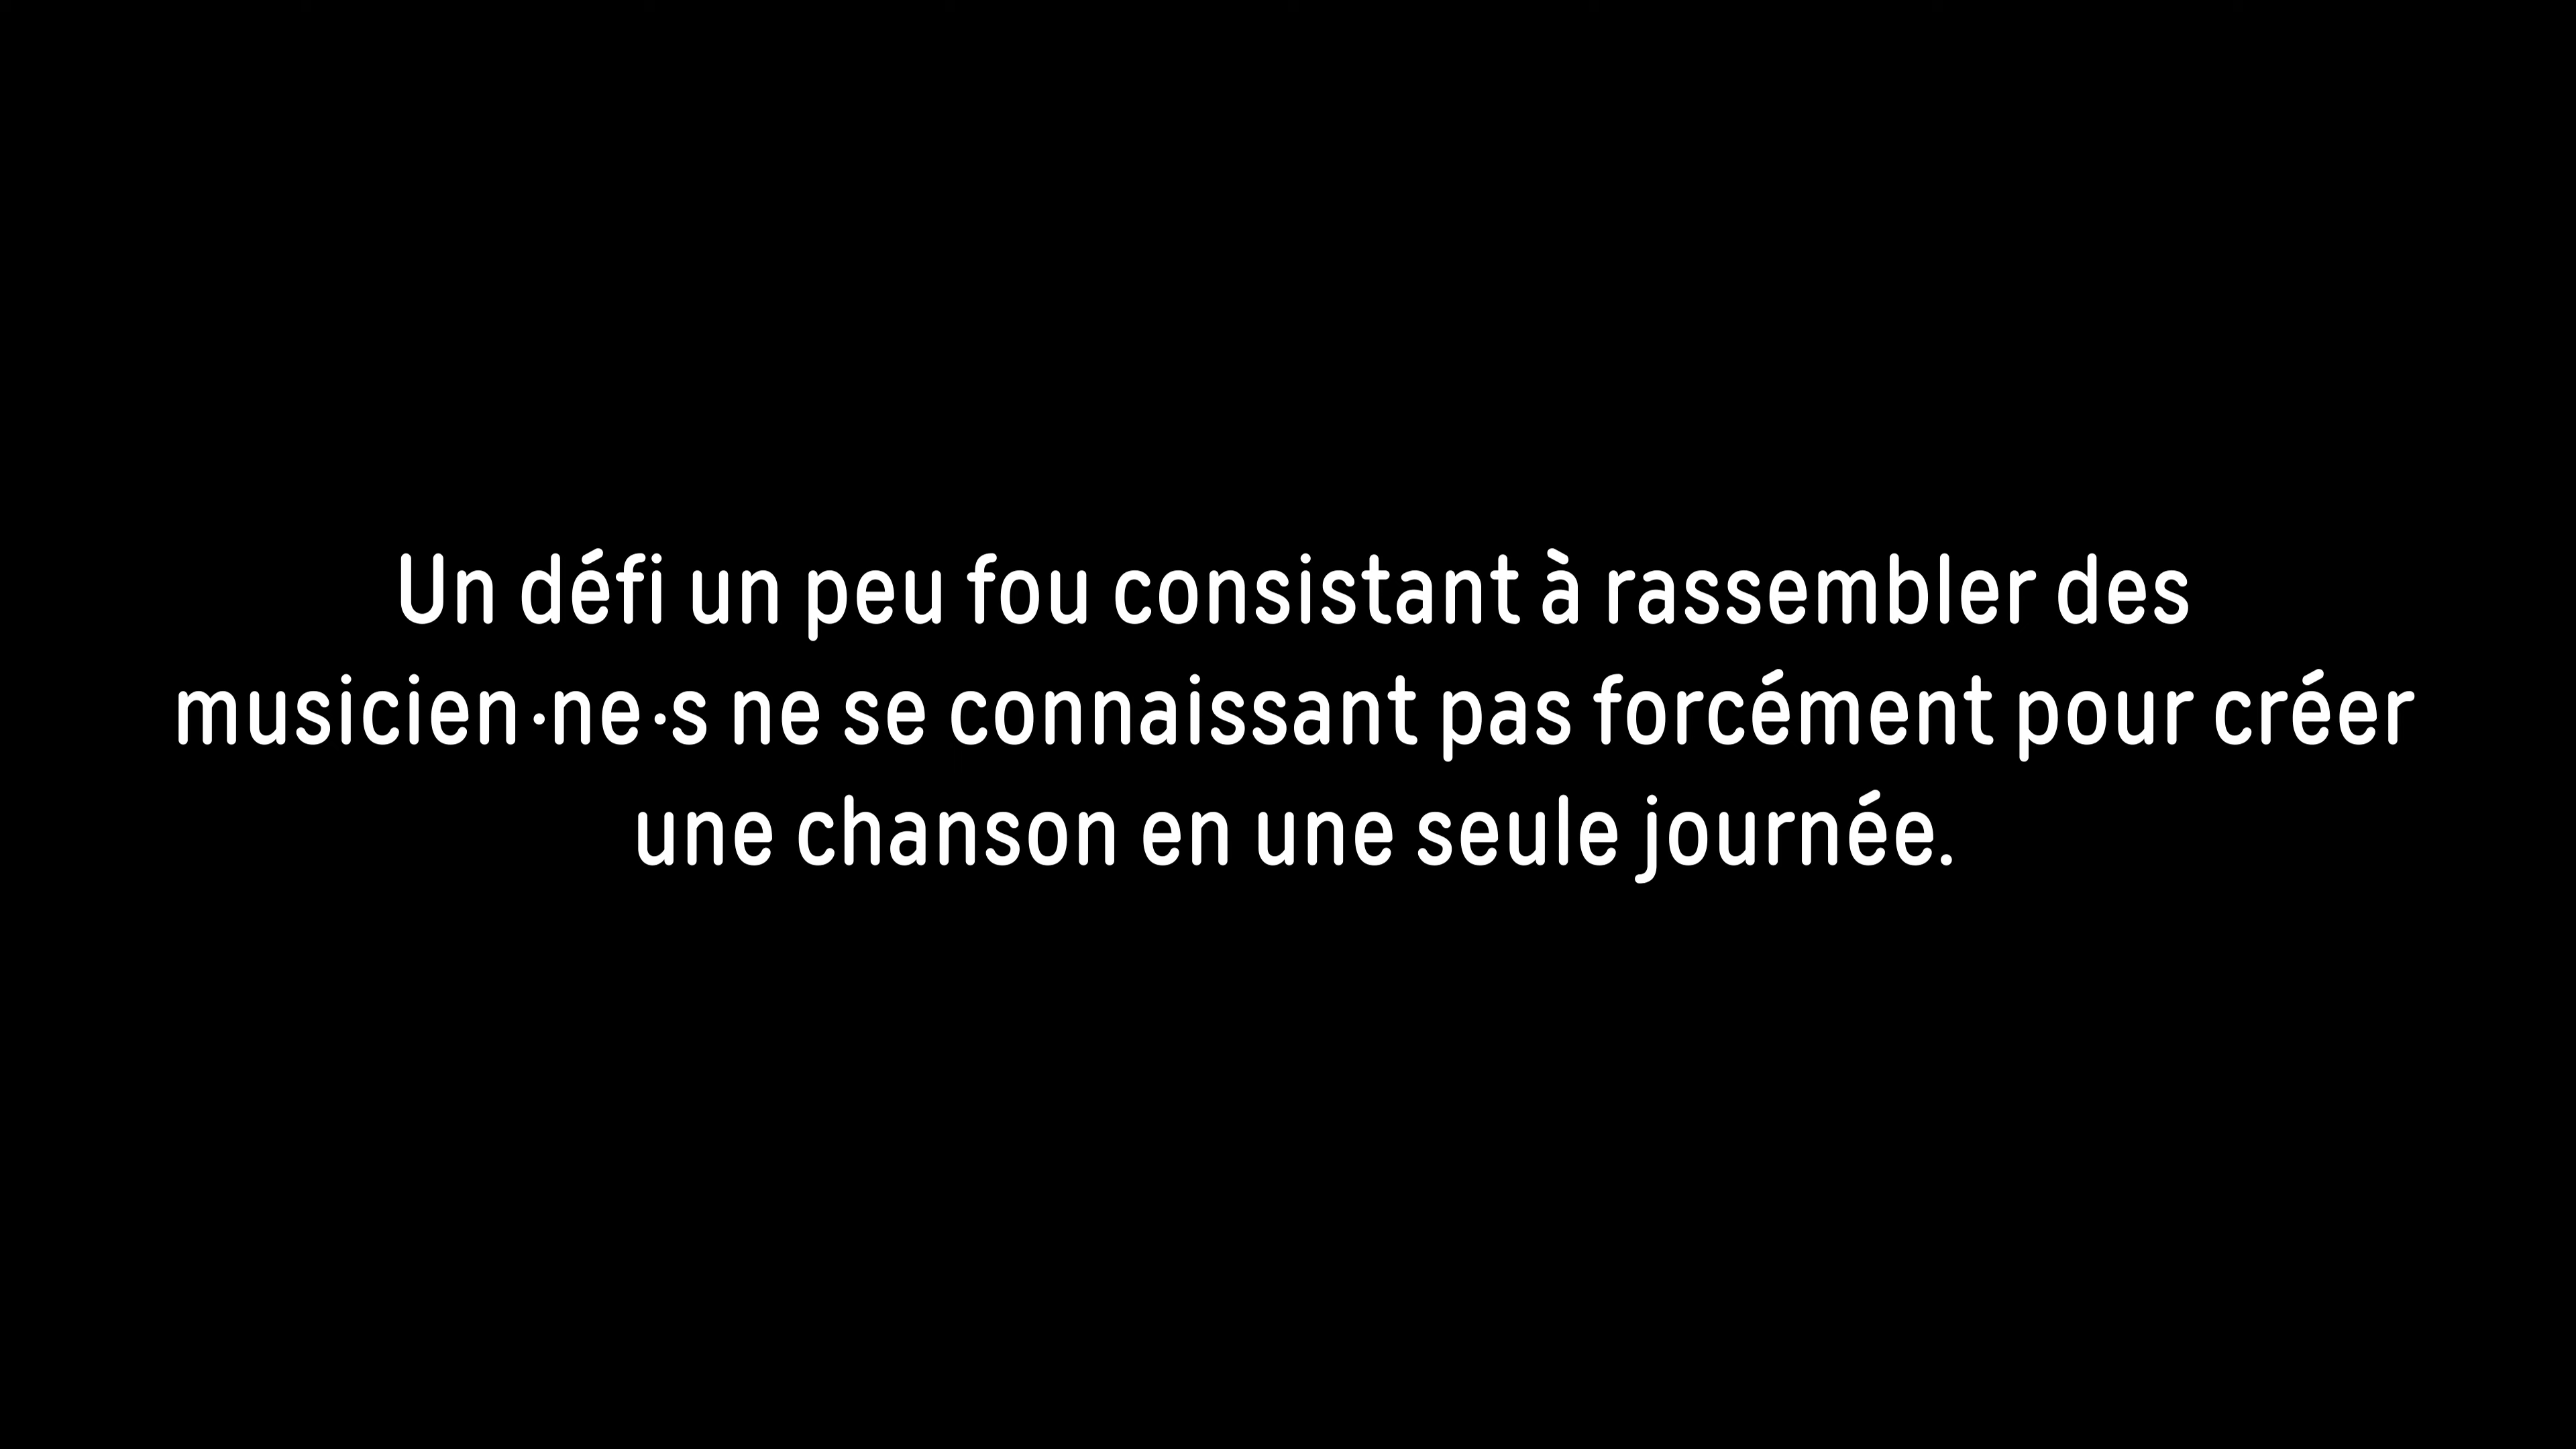 Un défi un peu fou consistant à rassembler des
musicien·ne·s ne se connaissant pas forcément pour créer
une chanson en une seule journée.